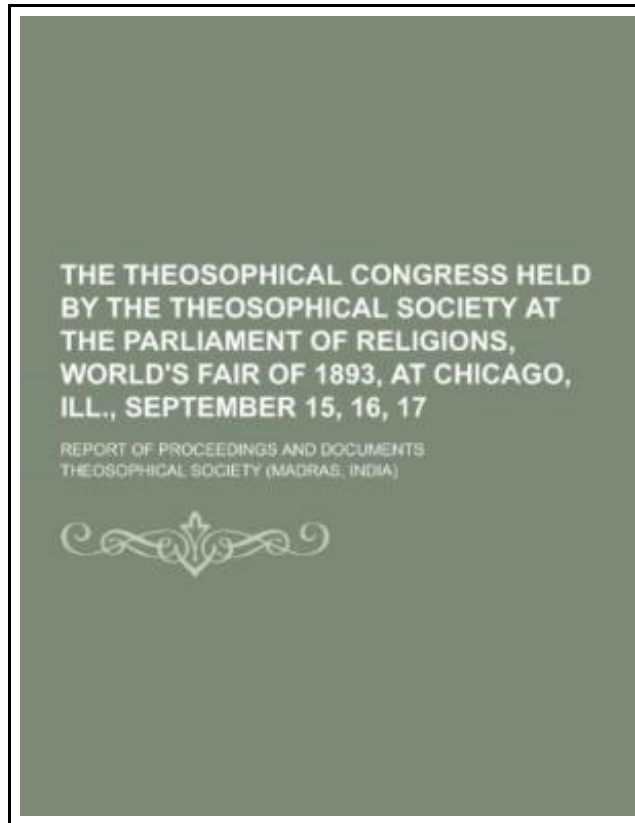 THE THEOSOPHICAL CONGRESS HELD
BY THE THEOSOPHICAL SOCIETY AT
THE PARLIAMENT OF RELIGIONS,
WORLD'S FAIR OF 1893, AT CHICAGO,
ILL., SEPTEMBER 15, 16, 17
REPORT OF PROCEEDINGS AND DOCUMENTS
THEOSOPHICAL SOCIETY (MADRAS, INDIA)